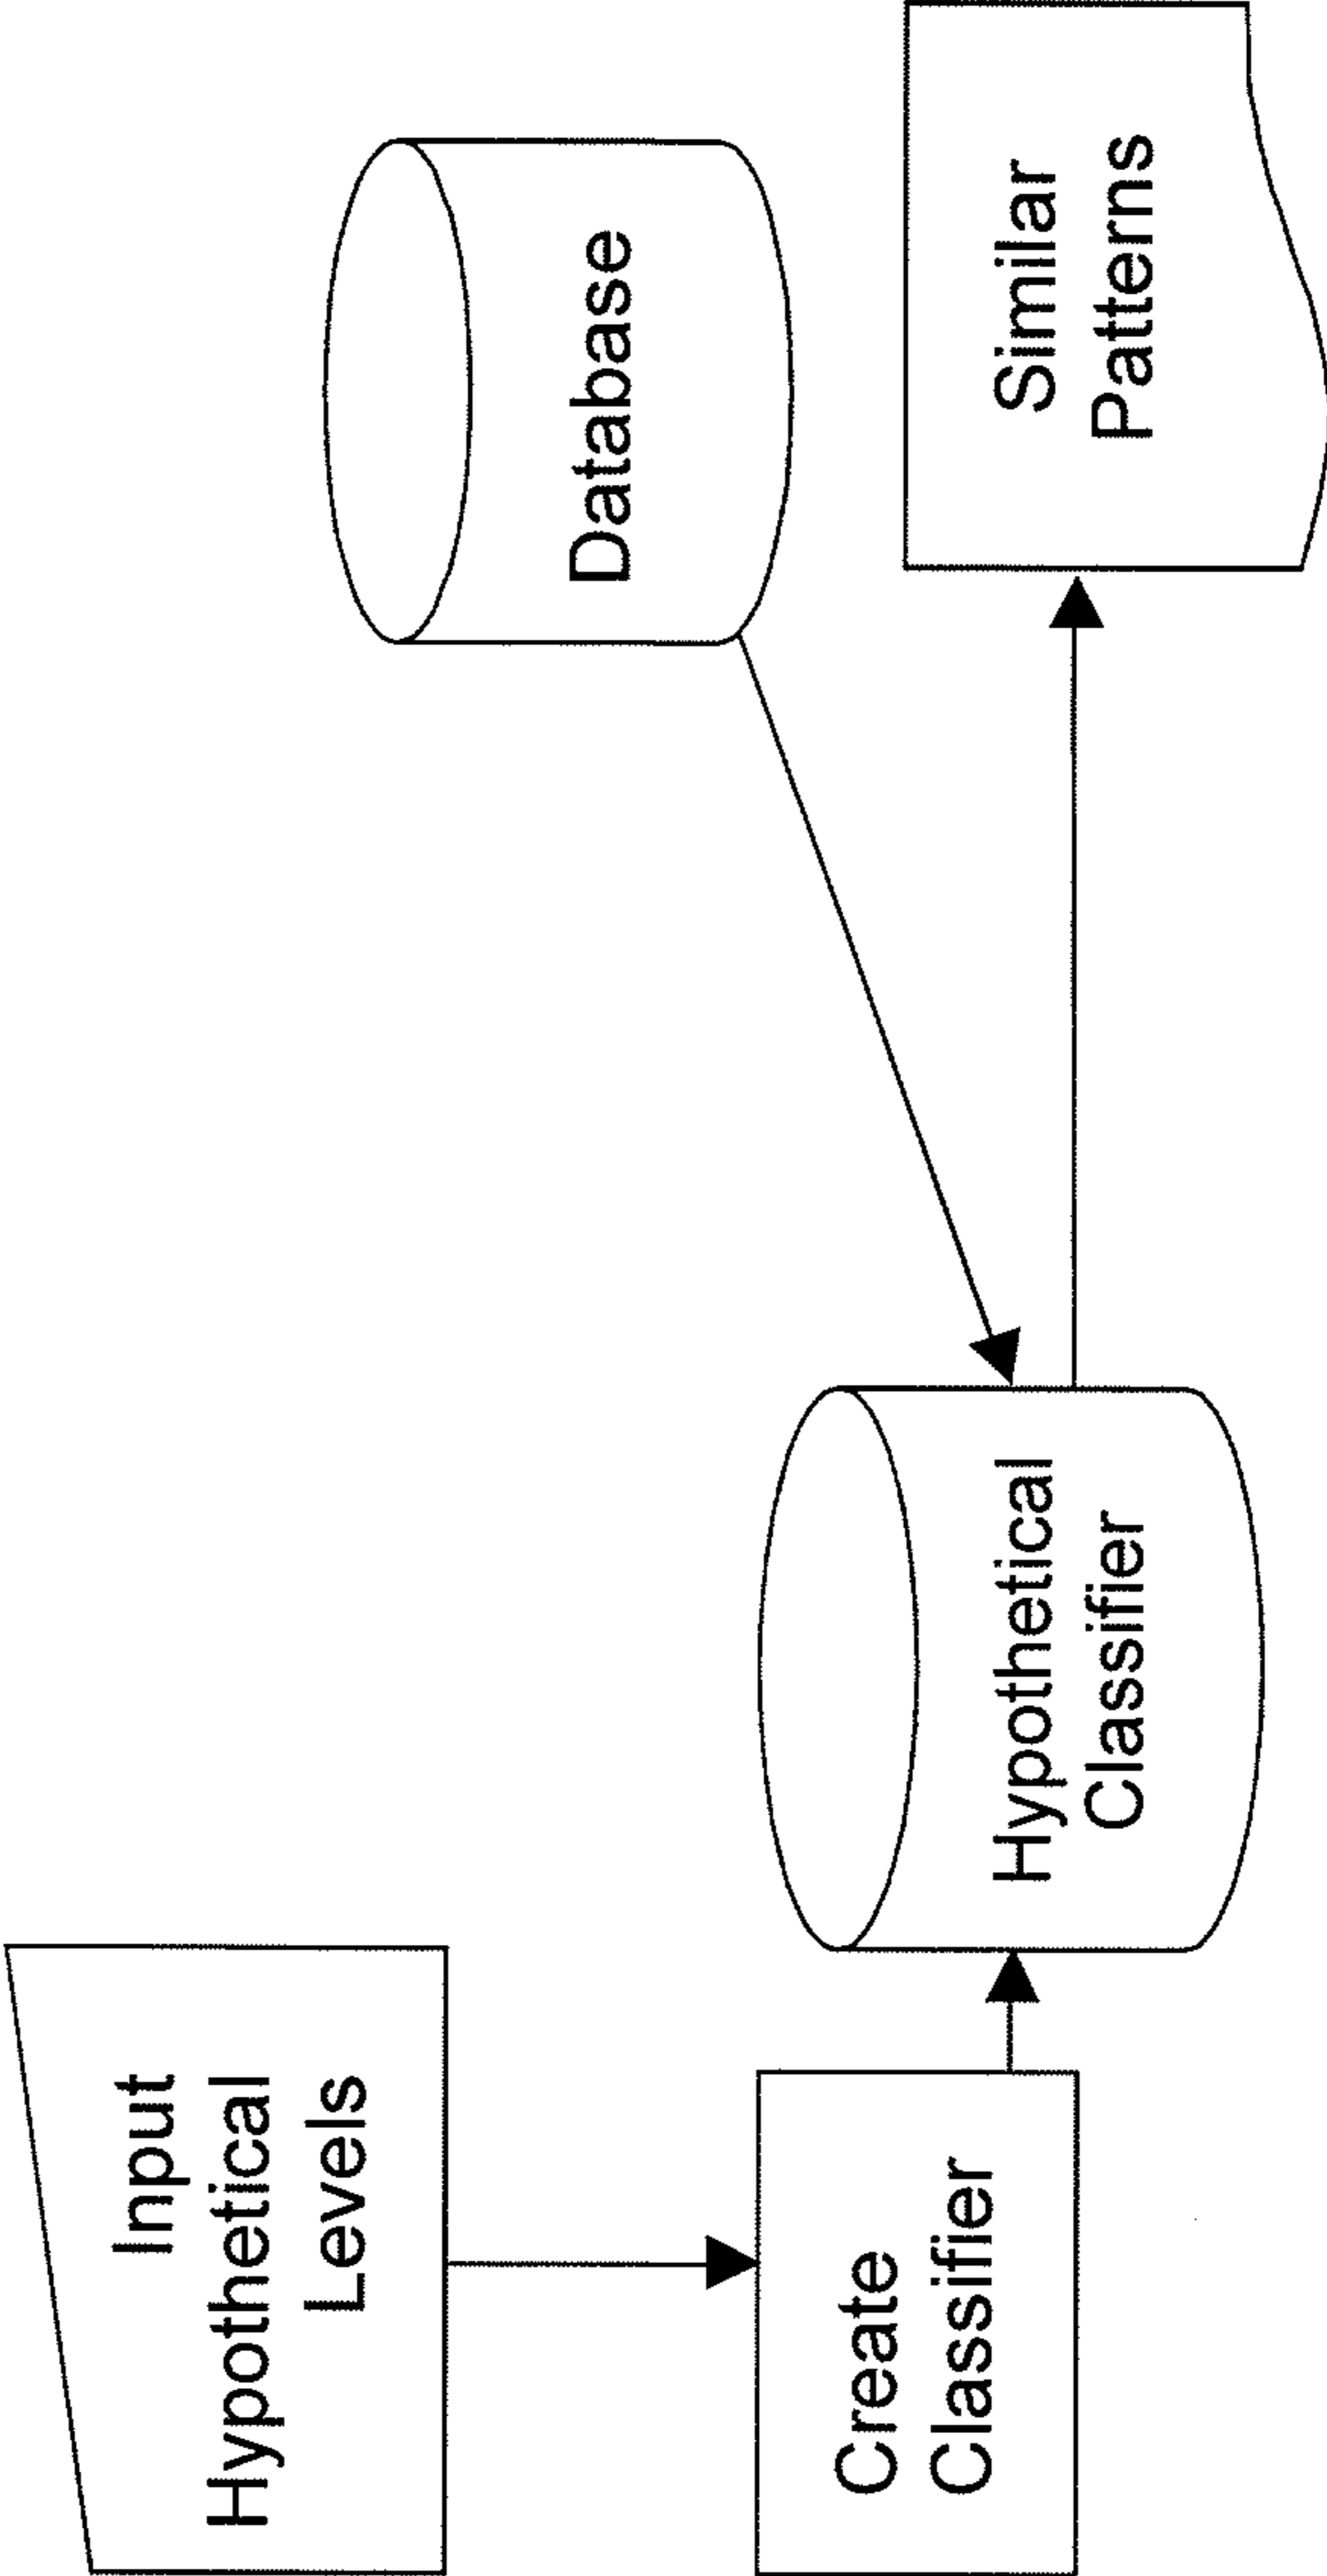 Input
Hypothetical
Levels
Create
Classifier
Hypothetical
Classifier
Database
Similar
Patterns